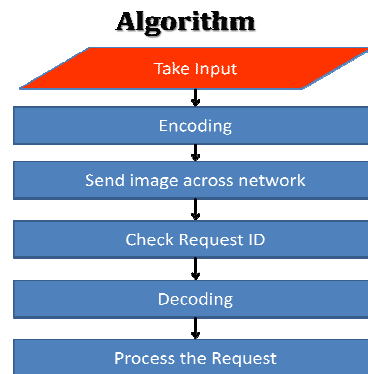 Algorithm
Take Input
Encoding
Send image across network
Check Request ID
Decoding
Process the Request